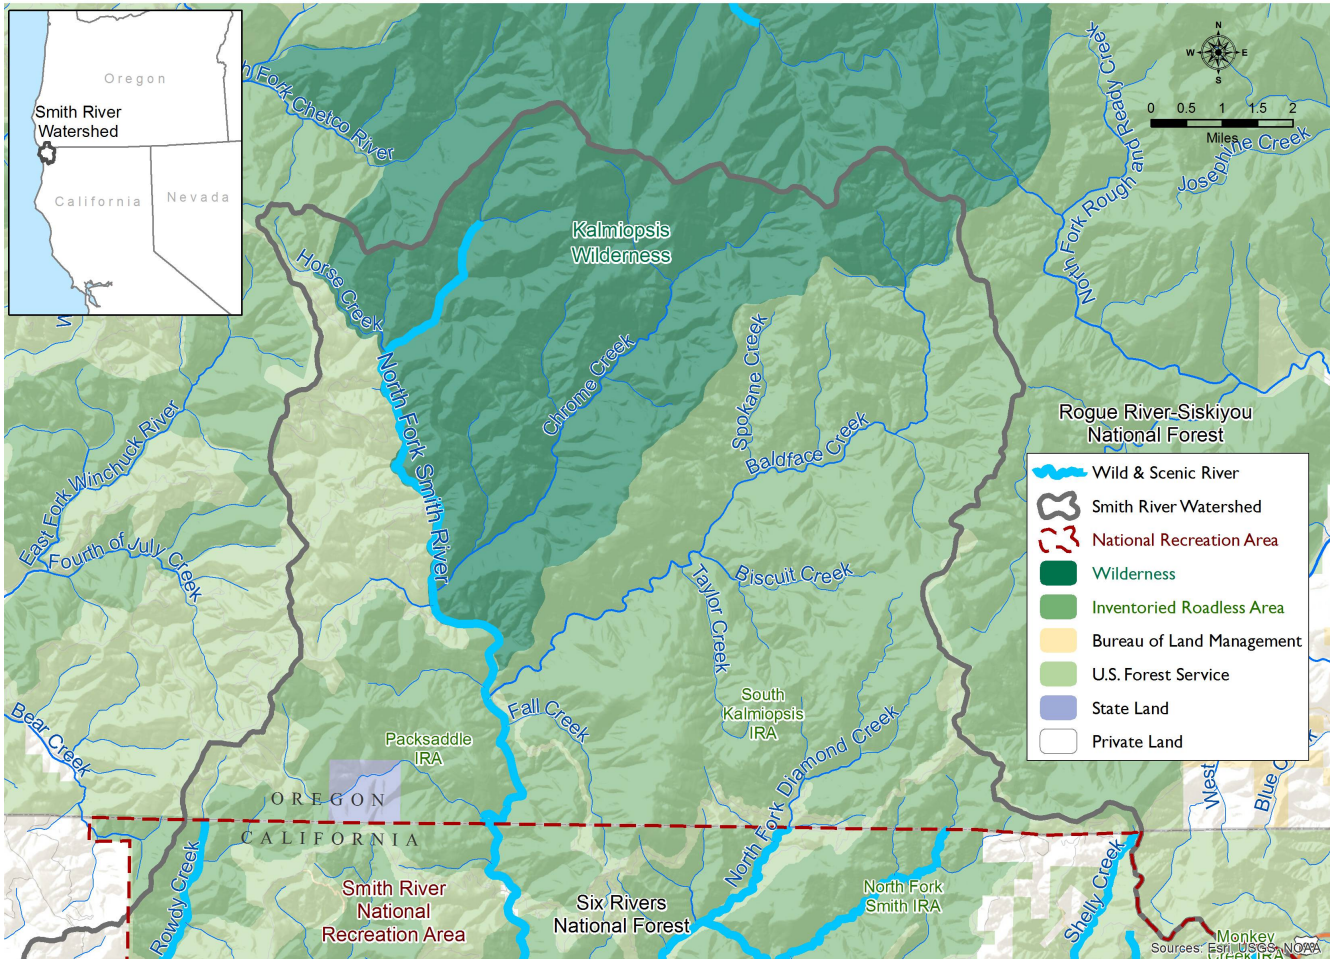 Oregon
Smith River
Watershed
California
Nevada
Fork Chetco River
N
W
E
S
0 0.5 1 1.5 2
Miles
North Fork Rough and Ready Creek
Josephine Creek
Kalmiopsis
Wilderness
Horse Creek
North Fork Smith River
Chrome Creek
Spokane Creek
Baldface Creek
East Fork Winchuck River
Fourth of July Creek
Taylor Creek
Biscuit Creek
Rogue River-Siskiyou
National Forest
Wild & Scenic River
Smith River Watershed
National Recreation Area
Wilderness
Inventoried Roadless Area
Bureau of Land Management
U.S. Forest Service
State Land
Private Land
Bear Creek
Fall Creek
South
Kalmiopsis
IRA
Packsaddle
IRA
North Fork Diamond Creek
West
Blue
OREGON
CALIFORNIA
Rowdy Creek
Smith River
National
Recreation Area
Six Rivers
National Forest
North Fork
Smith IRA
Shelly Creek
Monkey
Creek IRA
Sources: Esri, USGS, NOAA